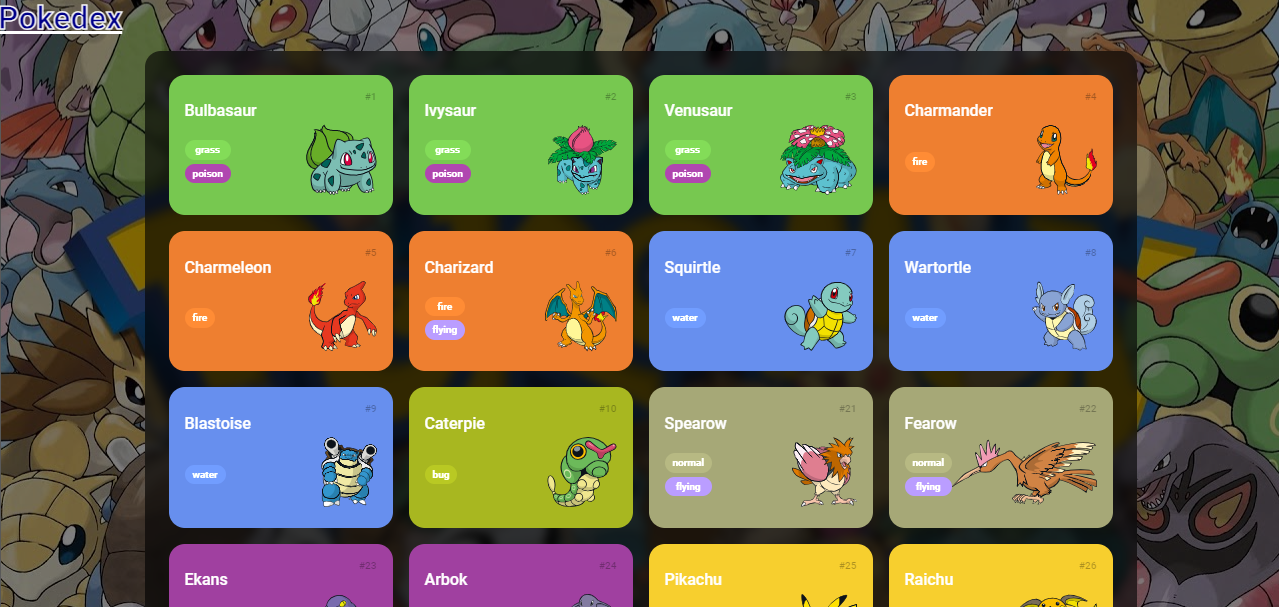 Pokedex
#1
Bulbasaur
grass
poison
#2
Ivysaur
grass
poison
#3
Venusaur
grass
poison
#4
Charmander
fire
#5
Charmeleon
fire
#6
Charizard
fire
flying
#7
Squirtle
water
#8
Wartortle
water
#9
Blastoise
water
#10
Caterpie
bug
#21
Spearow
normal
flying
#22
Fearow
normal
flying
#23
Ekans
#24
Arbok
#25
Pikachu
#26
Raichu